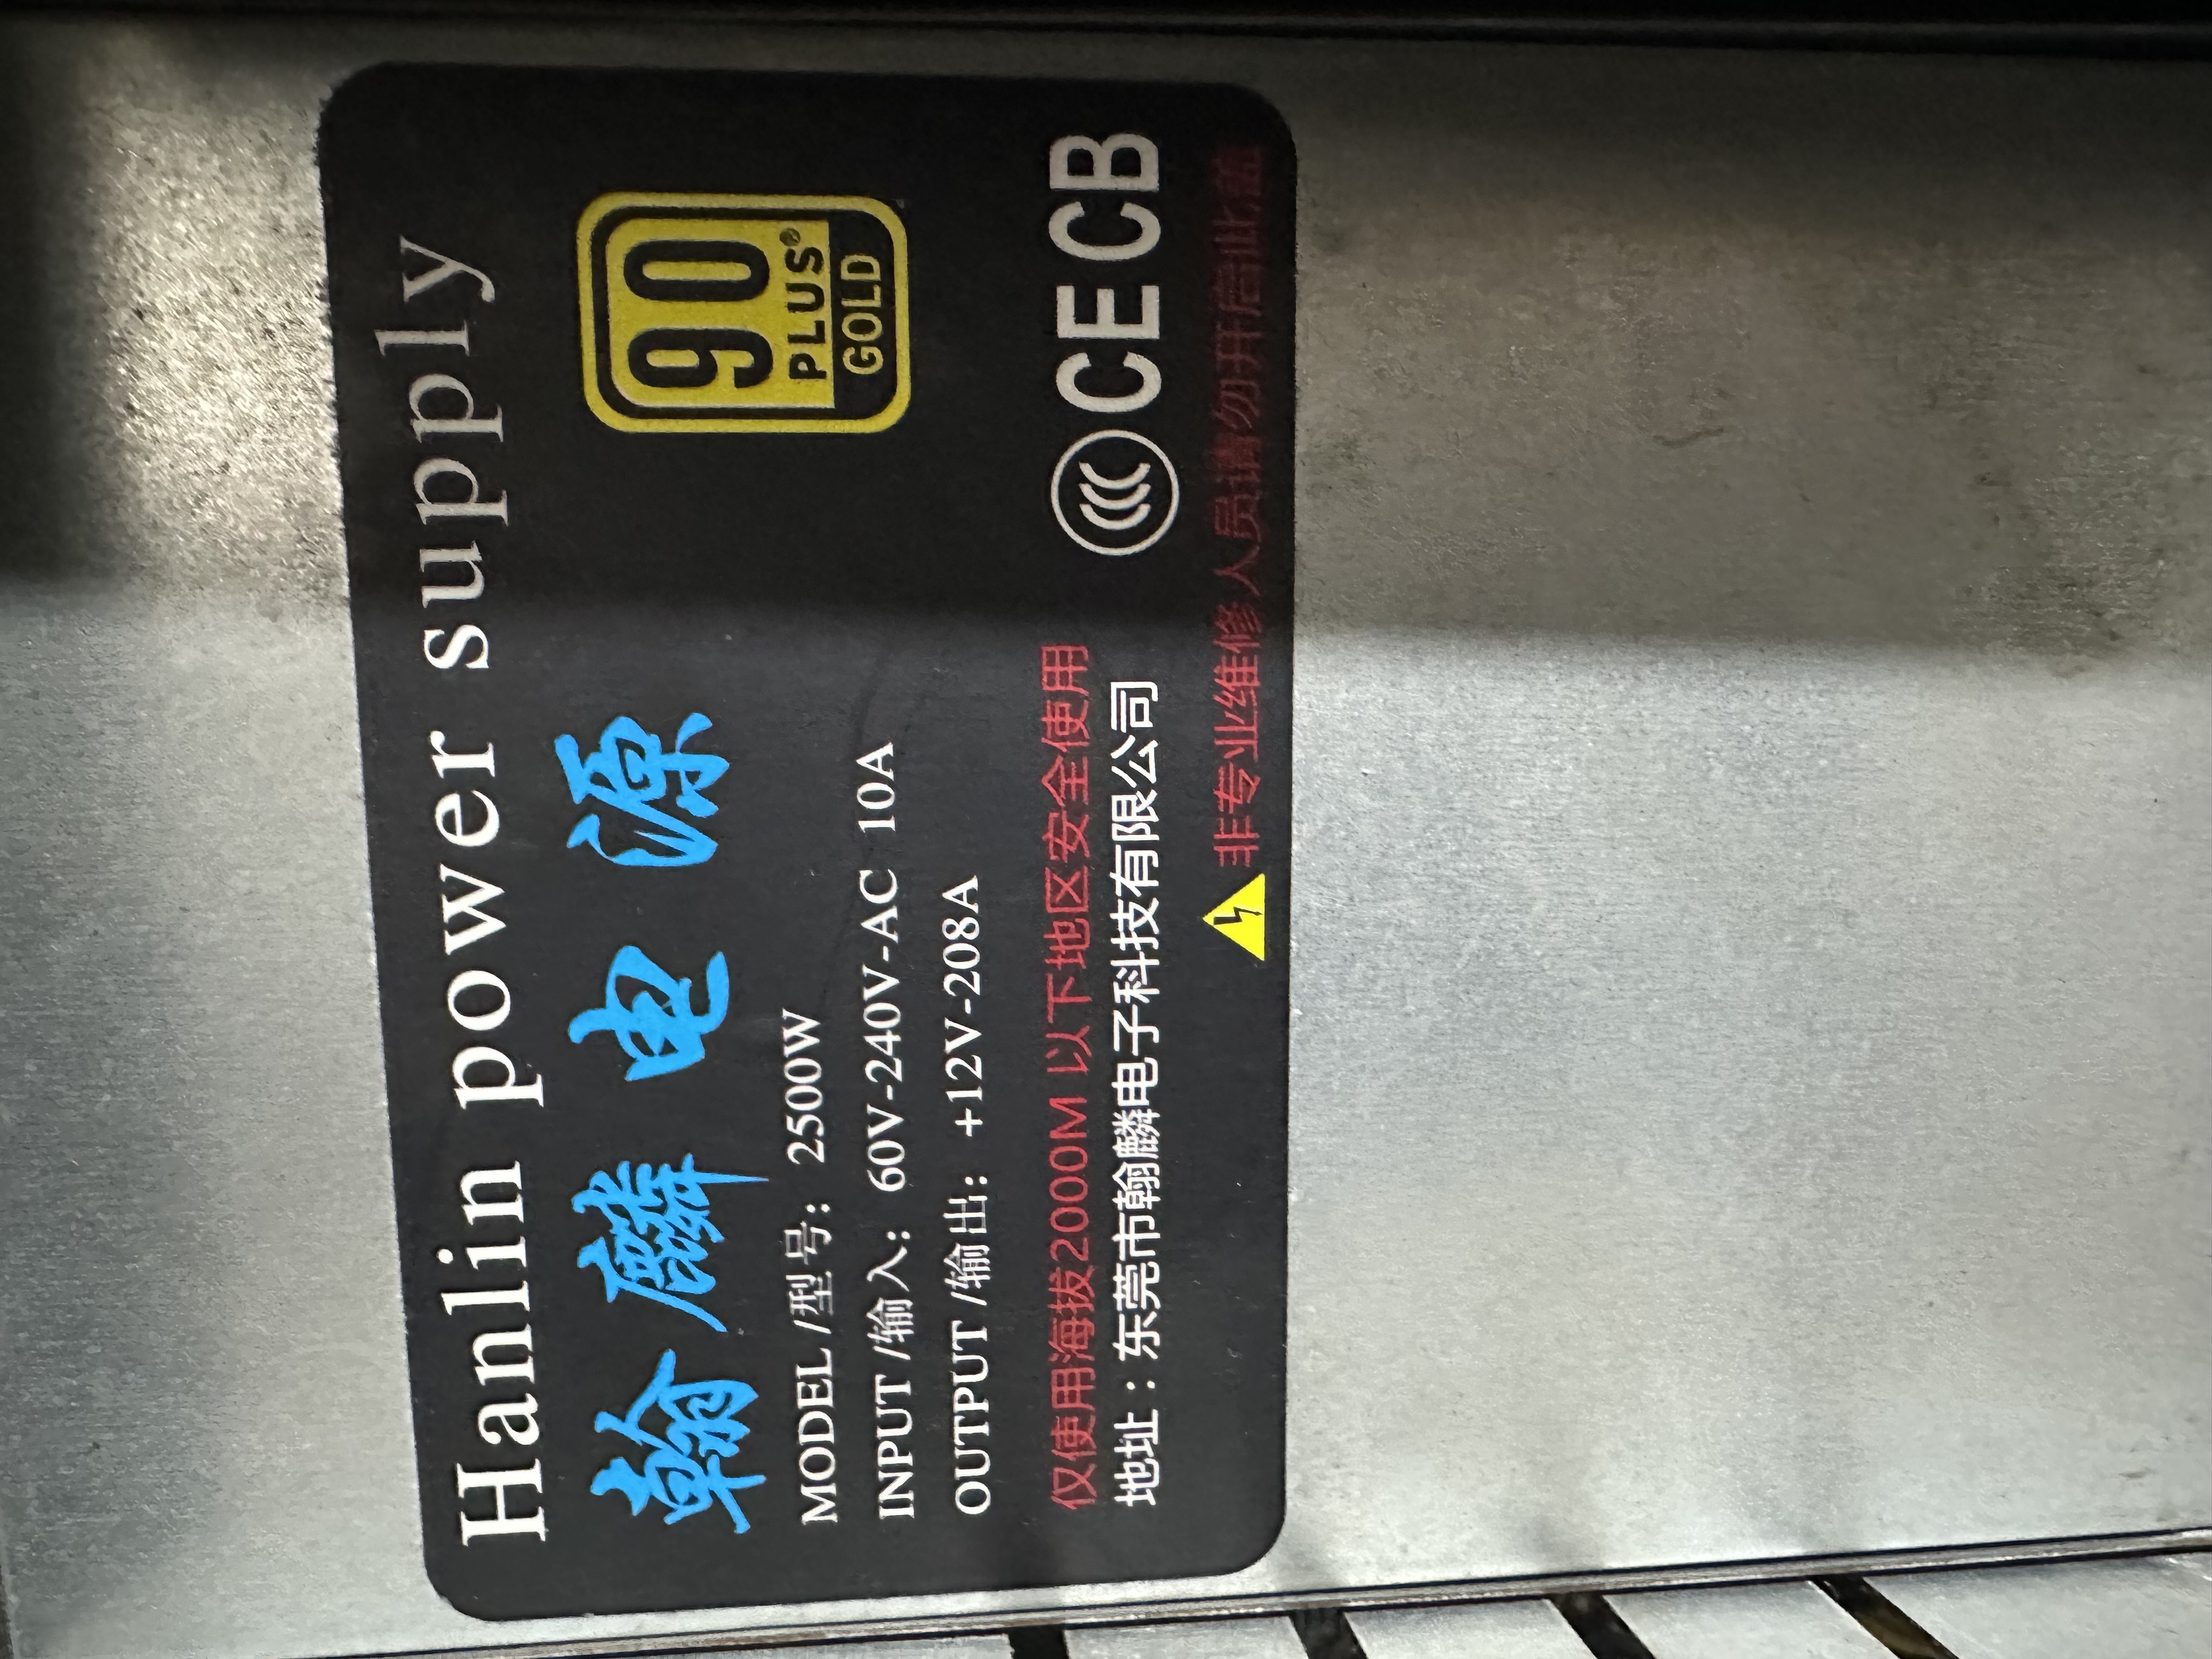 Hanlin power supply
翰麟电源
90
PLUS®
GOLD
MODEL/型号: 2500W
INPUT/输入: 60V-240V-AC 10A
OUTPUT/输出: +12V-208A
仅使用海拔2000M 以下地区安全使用
地址：东莞市翰麟电子科技有限公司
CCC CE CB
非专业维修人员请勿开启此盖